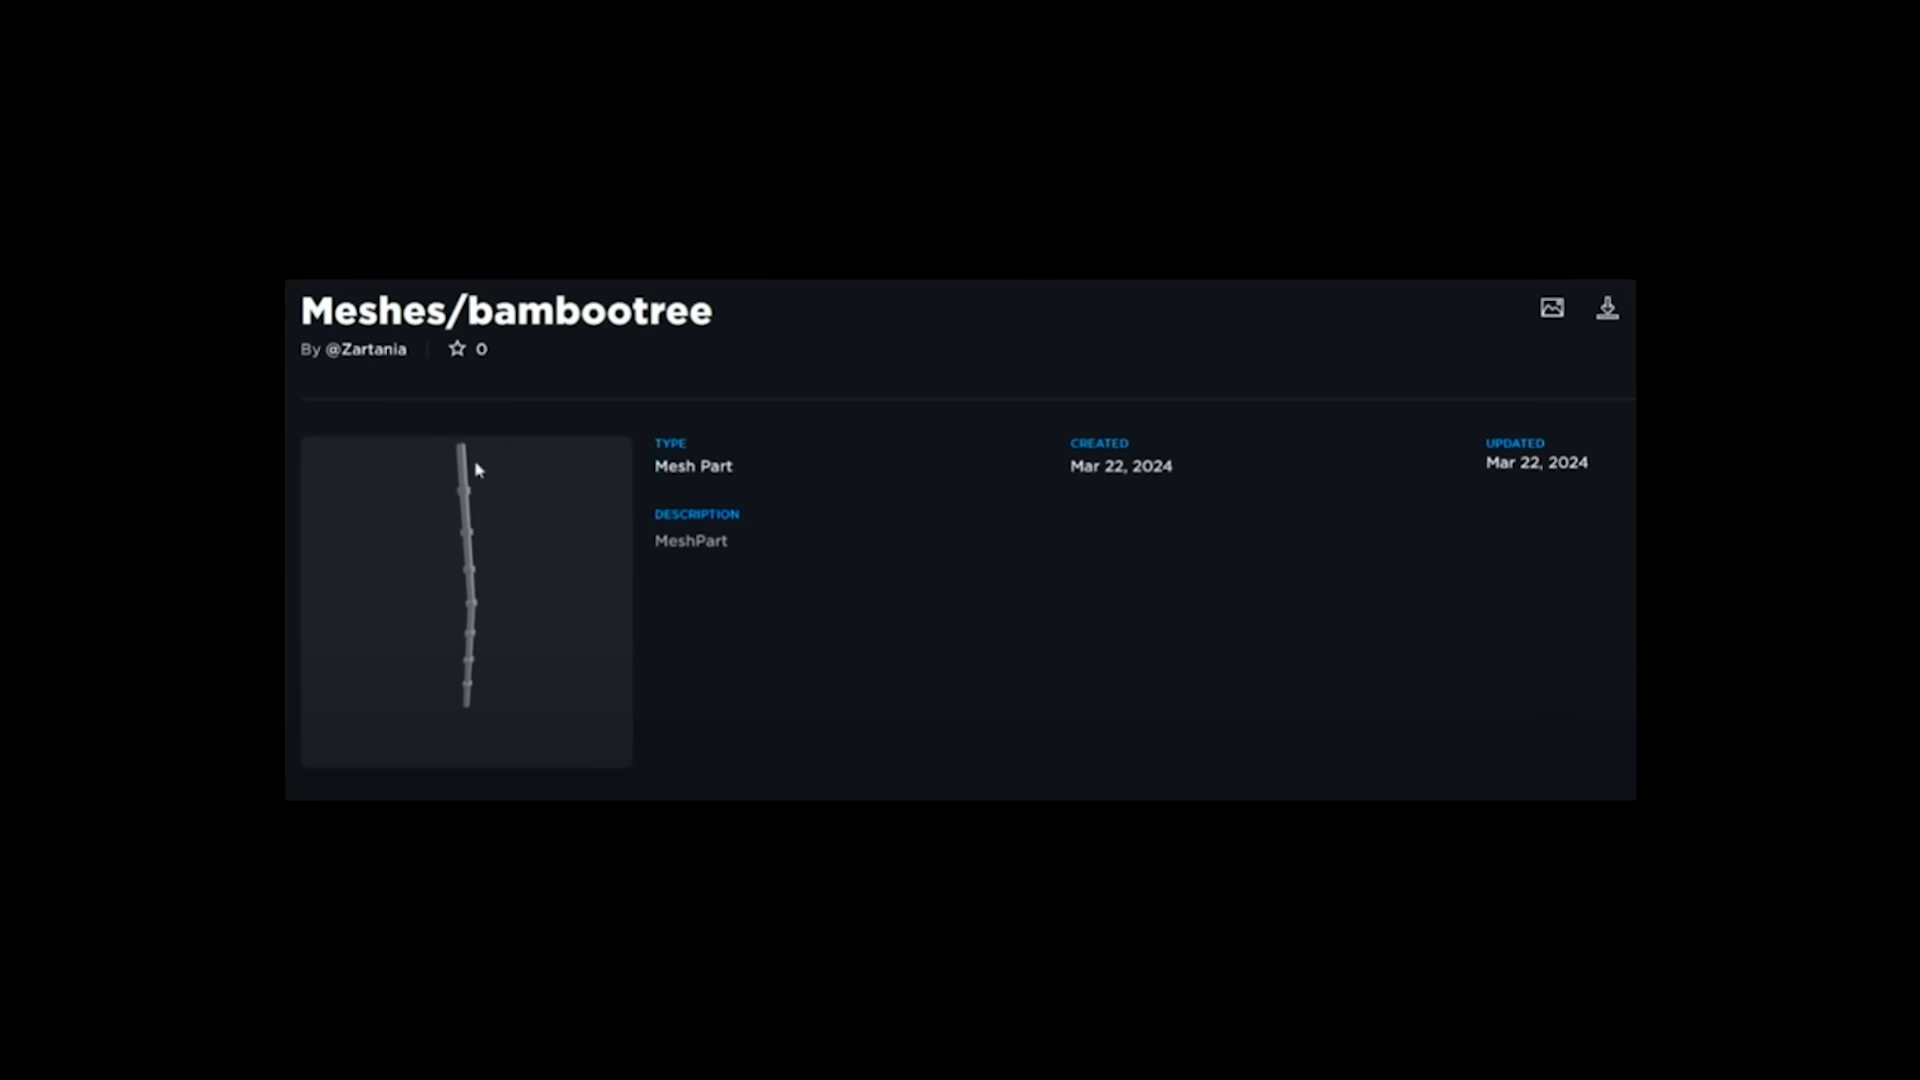 Meshes/bambootree
By @Zartania 0
TYPE
Mesh Part
CREATED
Mar 22, 2024
UPDATED
Mar 22, 2024
DESCRIPTION
MeshPart